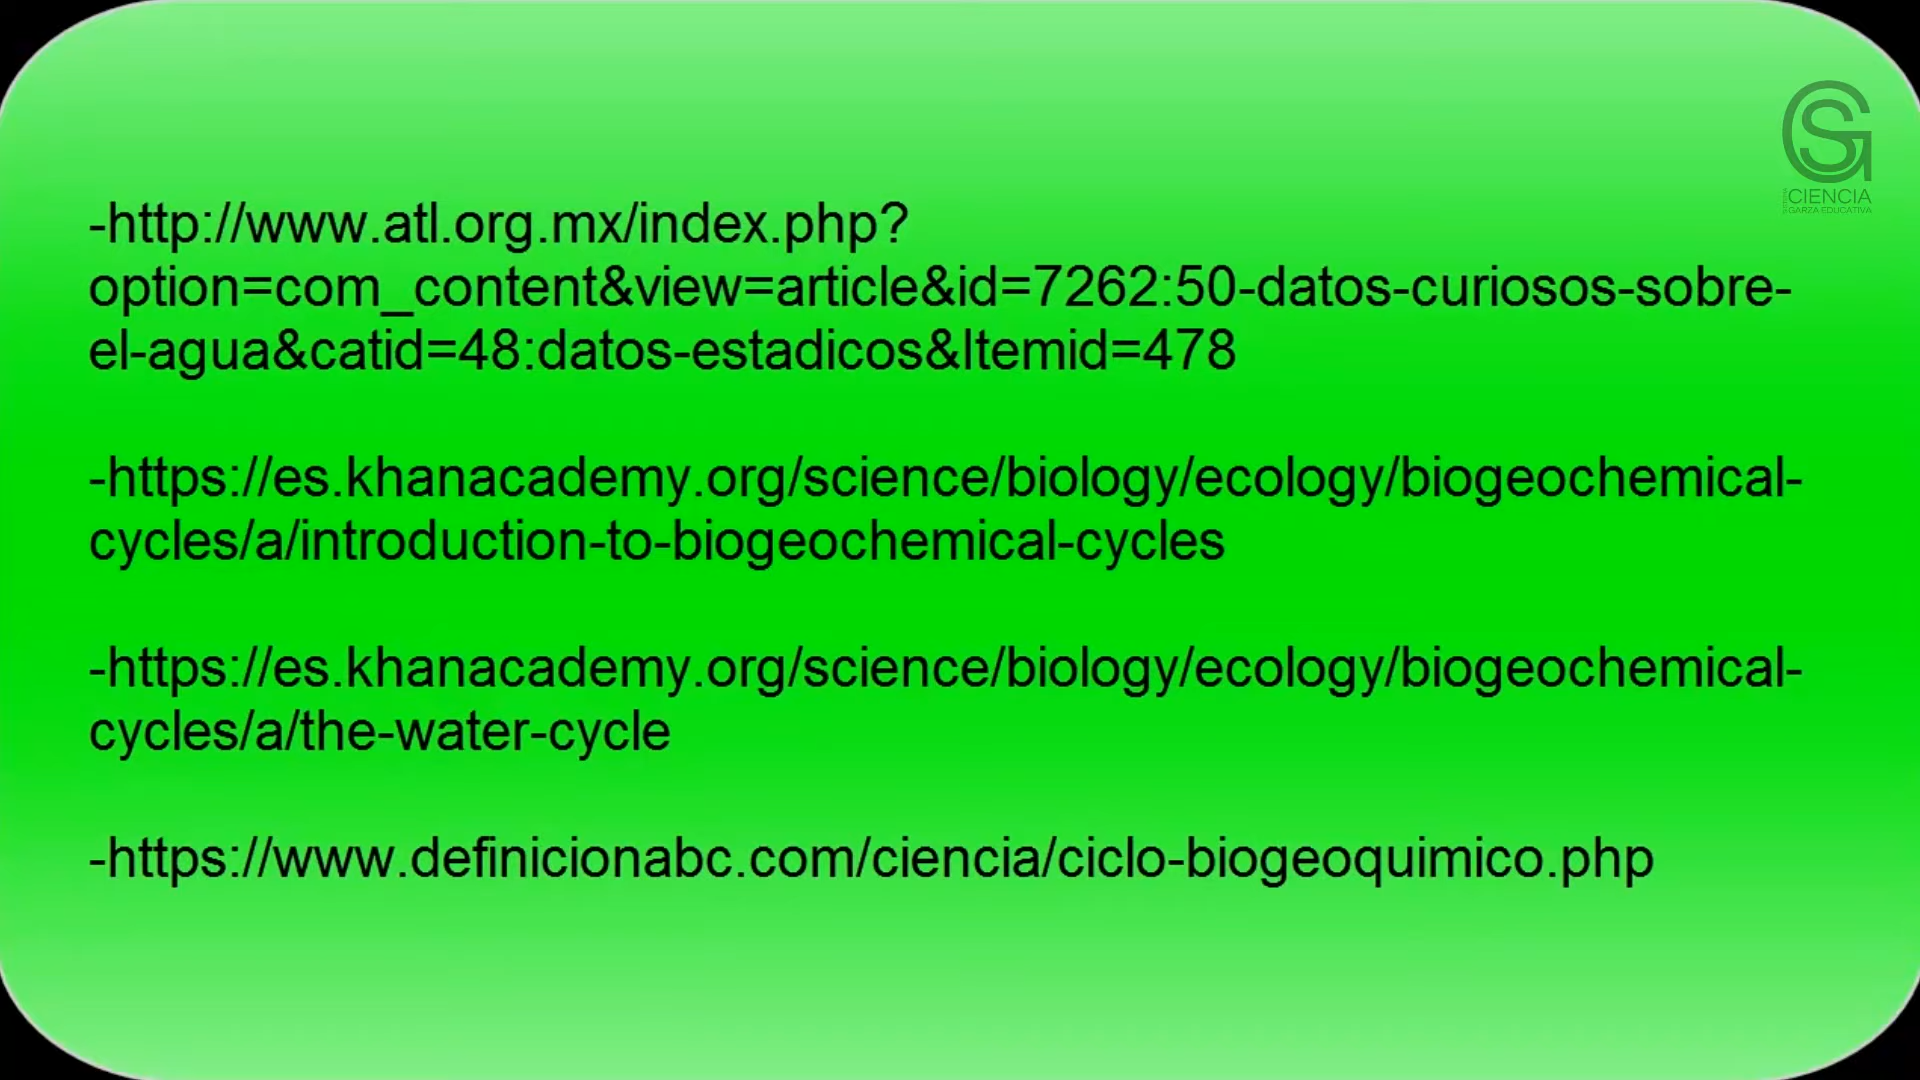 CIENCIA
GARZA EDUCATIVA
-http://www.atl.org.mx/index.php?
option=com_content&view=article&id=7262:50-datos-curiosos-sobre-
el-agua&catid=48:datos-estadicos&Itemid=478
-https://es.khanacademy.org/science/biology/ecology/biogeochemical-
cycles/a/introduction-to-biogeochemical-cycles
-https://es.khanacademy.org/science/biology/ecology/biogeochemical-
cycles/a/the-water-cycle
-https://www.definicionabc.com/ciencia/ciclo-biogeoquimico.php